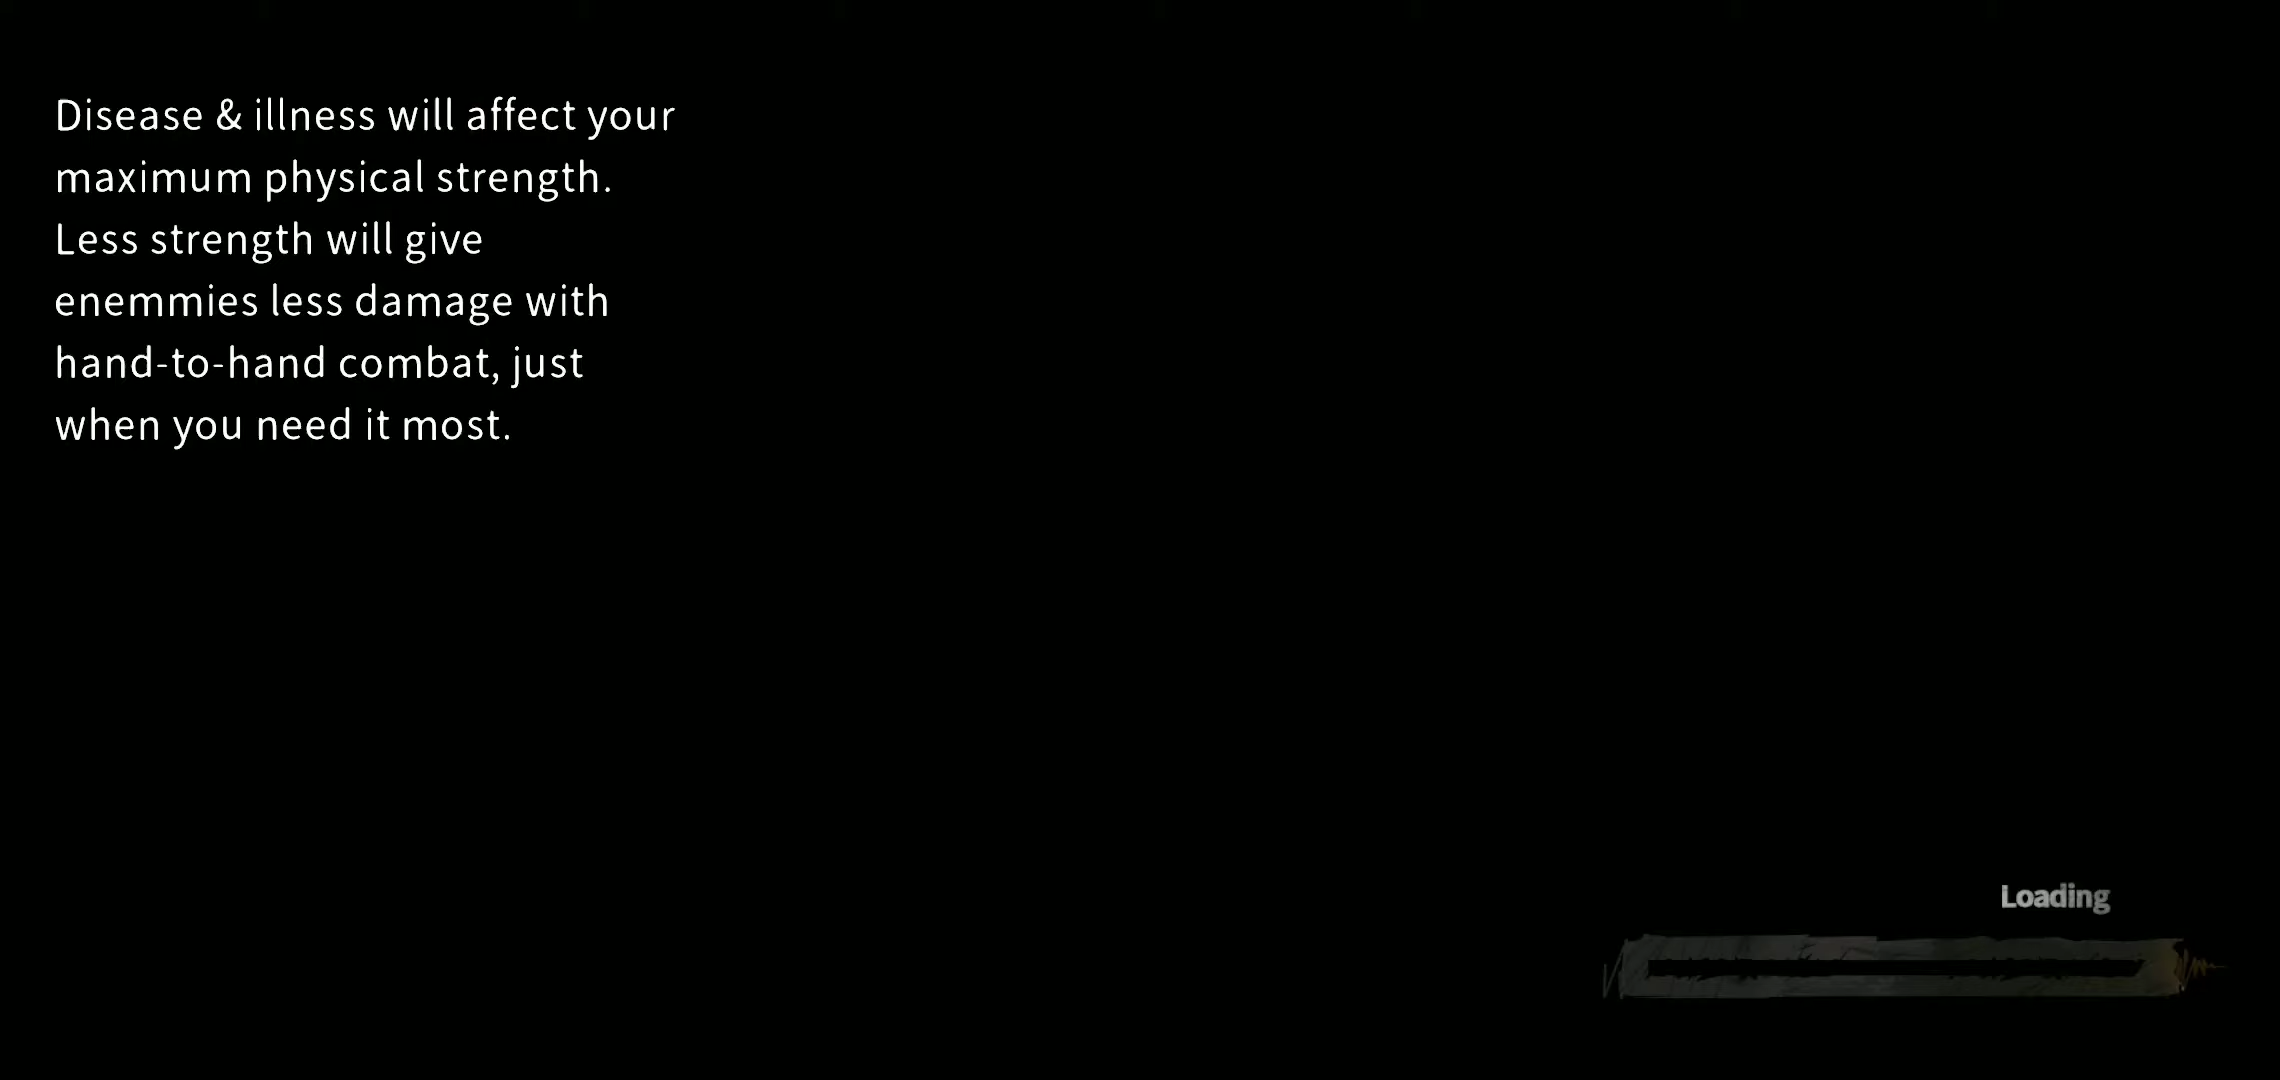 Disease & illness will affect your
maximum physical strength.
Less strength will give
enemmies less damage with
hand-to-hand combat, just
when you need it most.
Loading